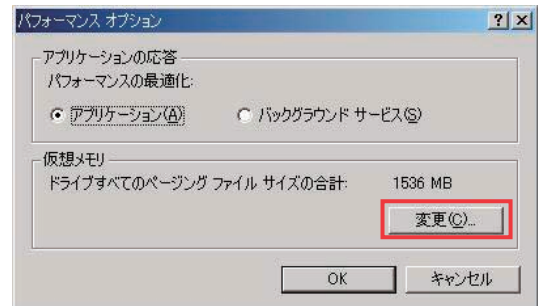 パフォーマンス オプション
アプリケーションの応答
パフォーマンスの最適化:
アプリケーション(A) バックグラウンド サービス(S)
仮想メモリ
ドライブすべてのページング ファイル サイズの合計: 1536 MB
変更(C)...
OK キャンセル